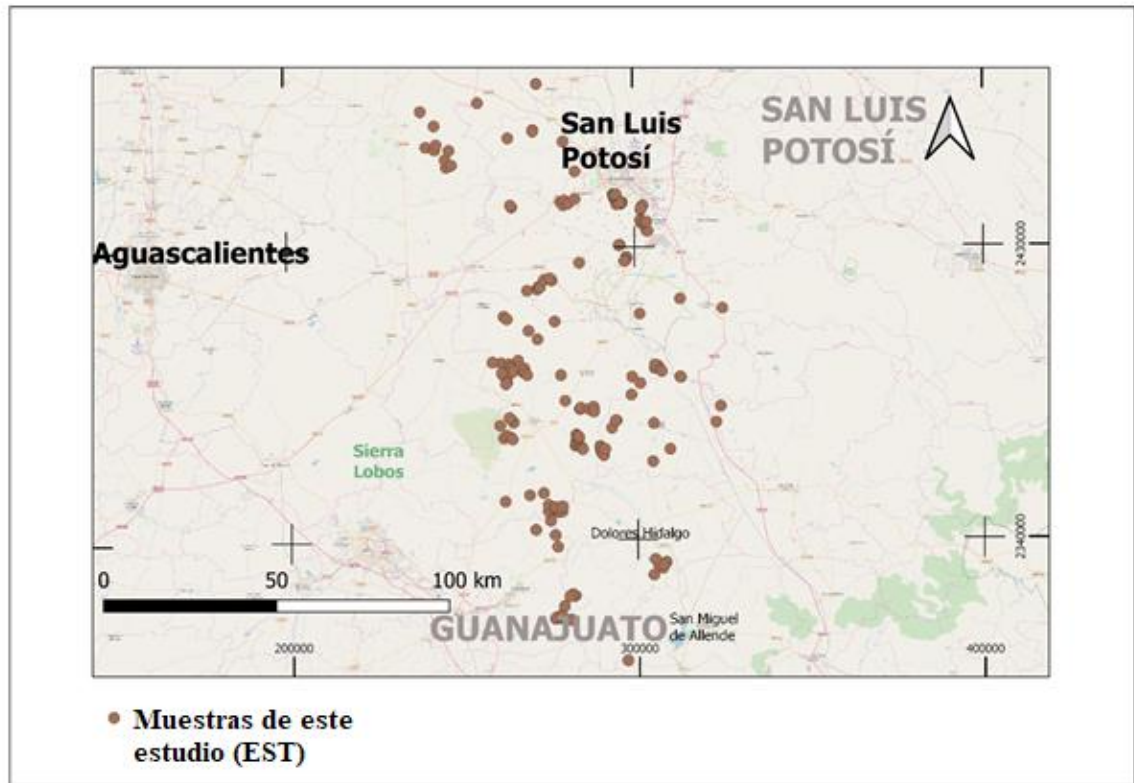 San Luis
Potosí
SAN LUIS
POTOSÍ
Aguascalientes
2430000
Sierra
Lobos
Dolores Hidalgo
2340000
0 50 100 km
GUANAJUATO
San Miguel
de Allende
200000 300000 400000
Muestras de este
estudio (EST)